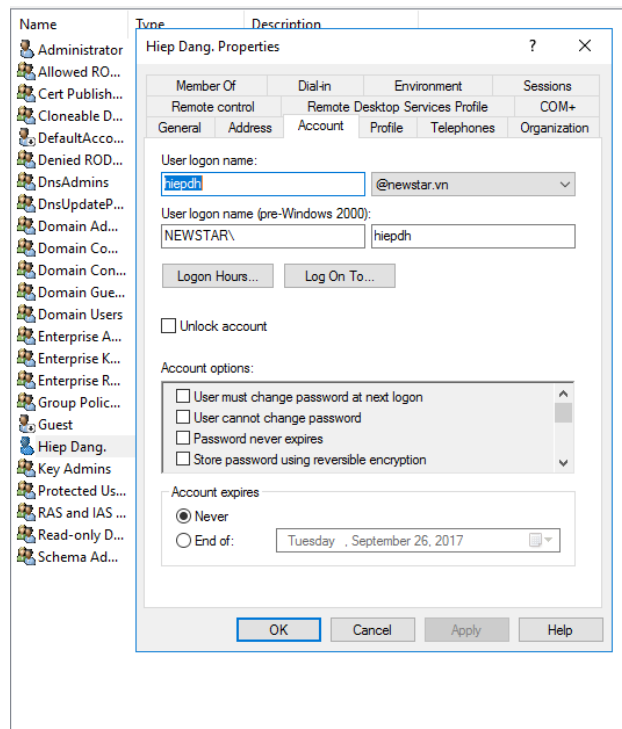 Name Type Description
Administrator
Allowed RO...
Cert Publish...
Cloneable D...
DefaultAcco...
Denied ROD...
DnsAdmins
DnsUpdateP...
Domain Ad...
Domain Co...
Domain Con...
Domain Gue...
Domain Users
Enterprise A...
Enterprise K...
Enterprise R...
Group Polic...
Guest
Hiep Dang.
Key Admins
Protected Us...
RAS and IAS ...
Read-only D...
Schema Ad...
Hiep Dang. Properties ?
Member Of Dial-in Environment Sessions
Remote control Remote Desktop Services Profile COM+
General Address Account Profile Telephones Organization
User logon name:
hiepdh @newstar.vn
User logon name (pre-Windows 2000):
NEWSTAR\ hiepdh
Logon Hours... Log On To...
Unlock account
Account options:
User must change password at next logon
User cannot change password
Password never expires
Store password using reversible encryption
Account expires
Never
End of: Tuesday , September 26, 2017
OK Cancel Apply Help